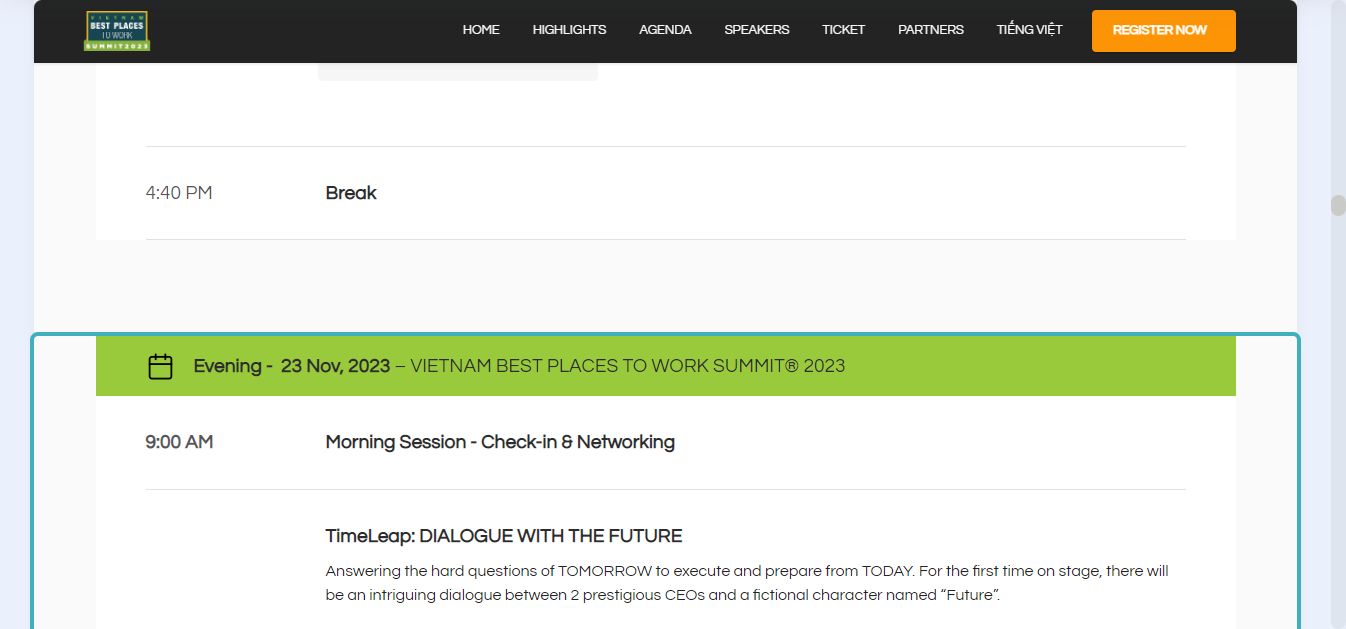 VIETNAM
BEST PLACES
TO WORK
SUMMIT2023
HOME HIGHLIGHTS AGENDA SPEAKERS TICKET PARTNERS TIẾNG VIỆT REGISTER NOW
4:40 PM Break
Evening - 23 Nov, 2023 – VIETNAM BEST PLACES TO WORK SUMMIT® 2023
9:00 AM Morning Session - Check-in & Networking
TimeLeap: DIALOGUE WITH THE FUTURE
Answering the hard questions of TOMORROW to execute and prepare from TODAY. For the first time on stage, there will
be an intriguing dialogue between 2 prestigious CEOs and a fictional character named “Future”.